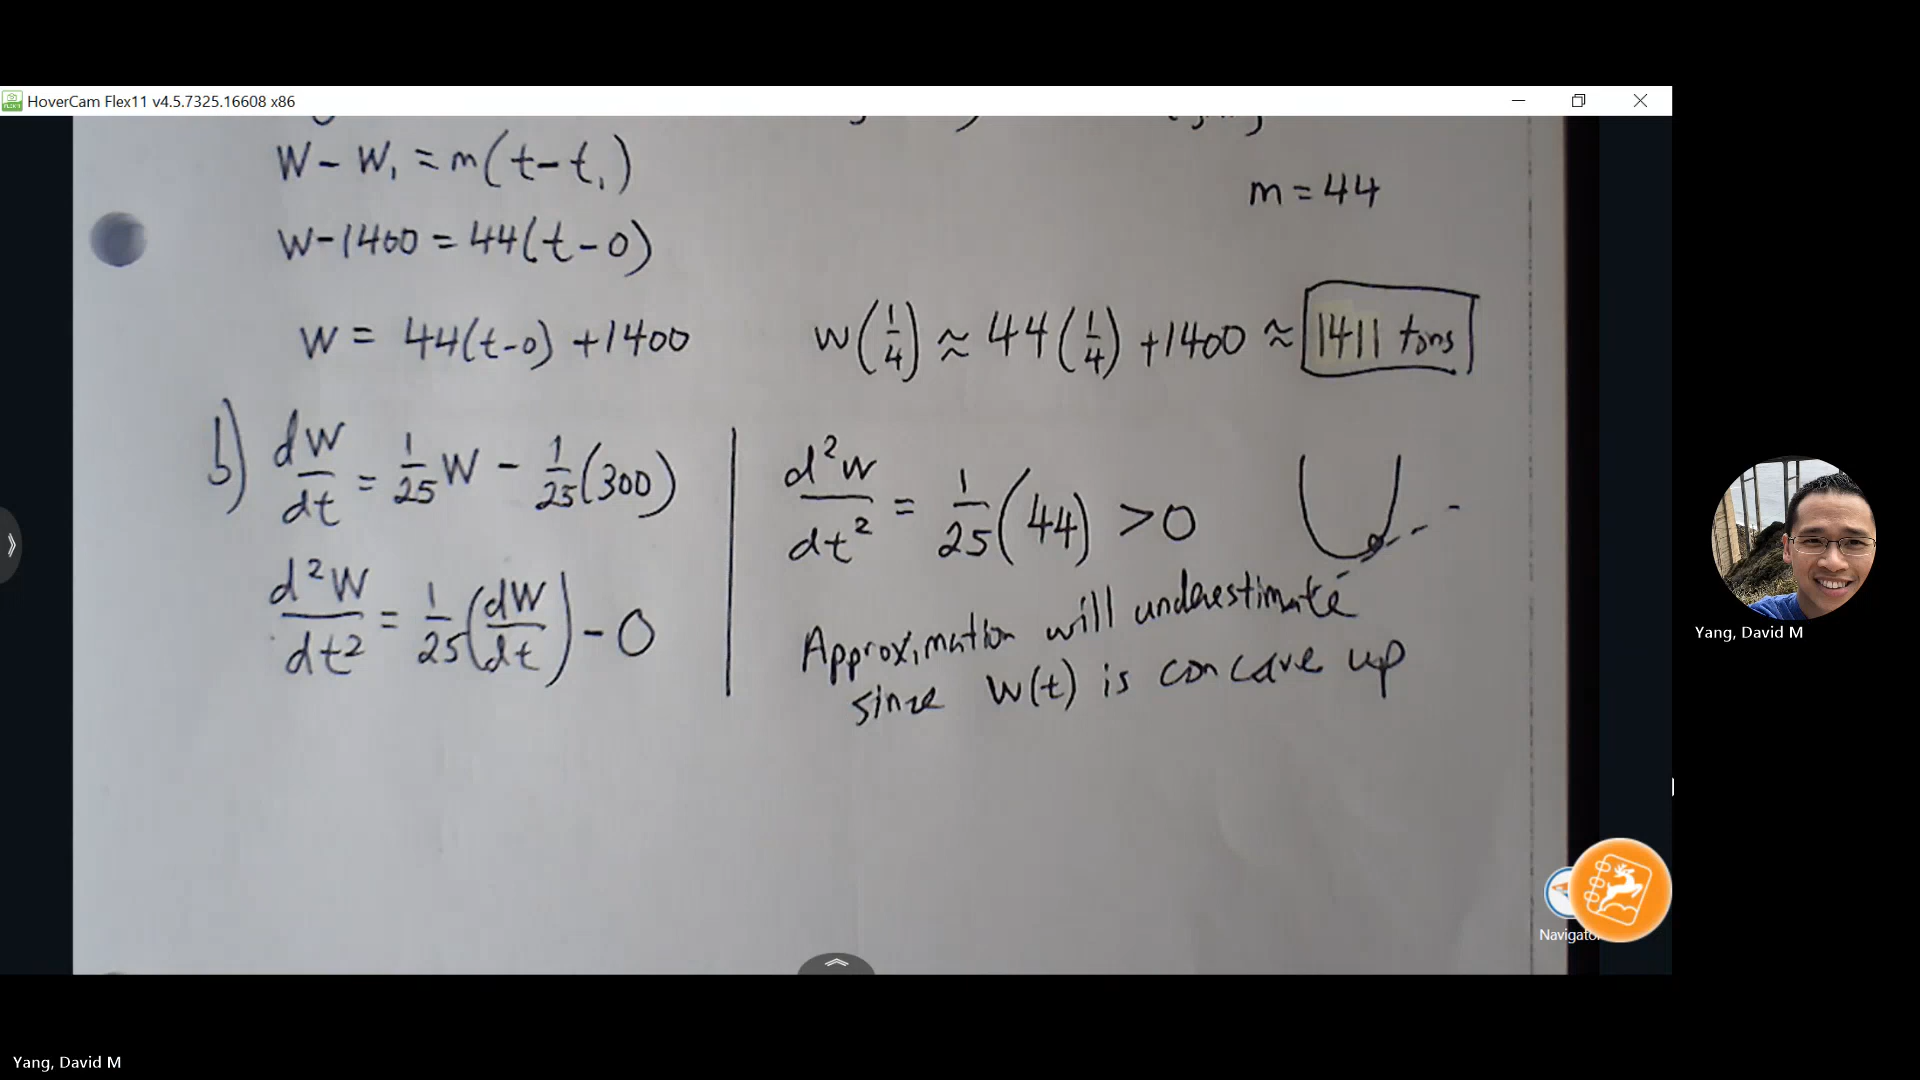 HoverCam Flex11 v4.5.7325.16608 x86
W - W₁ = m(t - t₁)
m = 44
W - 1400 = 44(t - 0)
W = 44(t-0) + 1400
W(1/4) ≈ 44(1/4) + 1400 ≈ 1411 tons
b) dW/dt = 1/25 W - 1/25(300)
d²W/dt² = 1/25(dW/dt) - 0
d²W/dt² = 1/25(44) > 0
Approximation will underestimate
since W(t) is concave up
Yang, David M
Navigator
Yang, David M